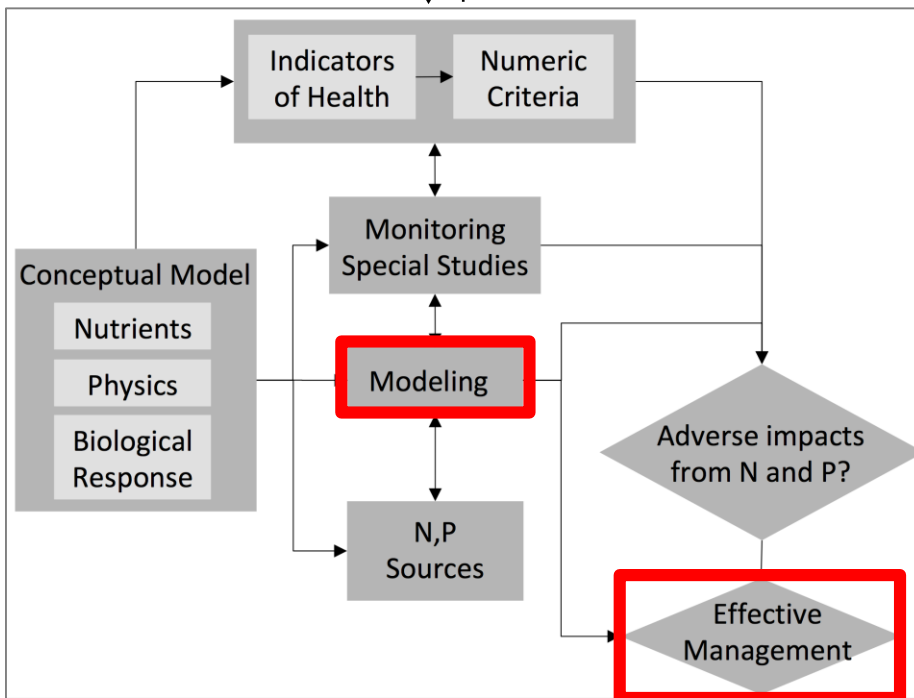 Indicators
of Health
Numeric
Criteria
Monitoring
Special Studies
Conceptual Model
Nutrients
Physics
Biological
Response
Modeling
N,P
Sources
Adverse impacts
from N and P?
Effective
Management